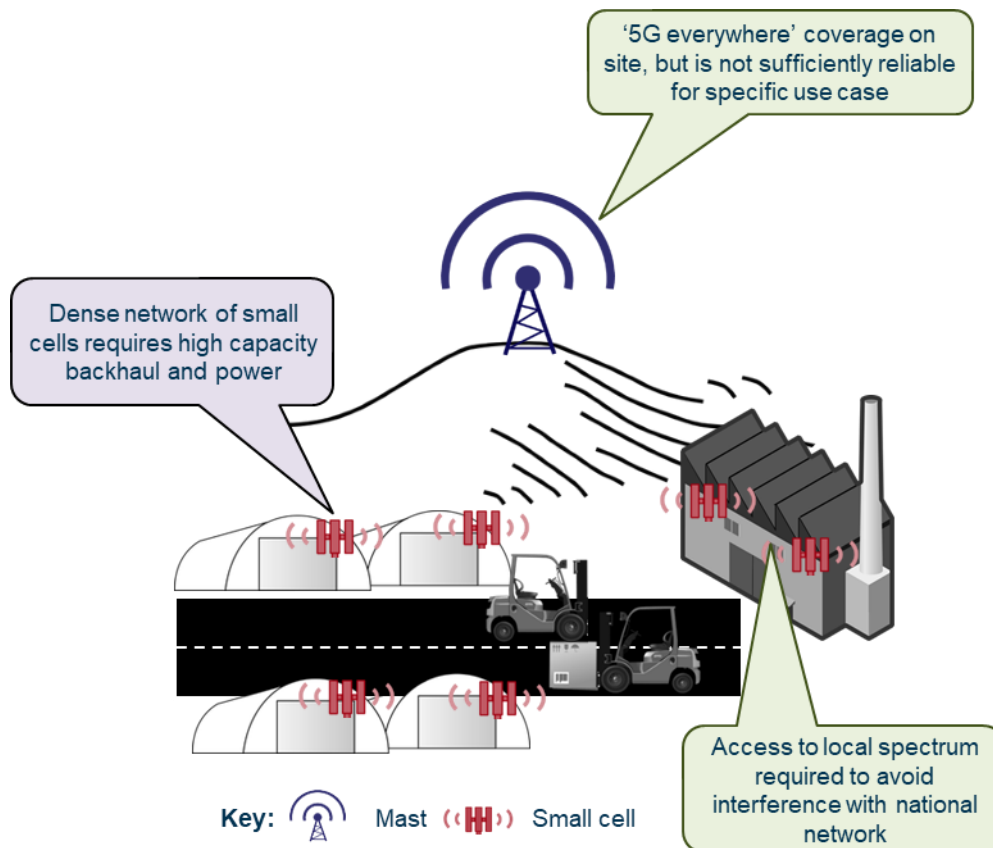 ‘5G everywhere’ coverage on
site, but is not sufficiently reliable
for specific use case
Dense network of small
cells requires high capacity
backhaul and power
Access to local spectrum
required to avoid
interference with national
network
Key: Mast Small cell